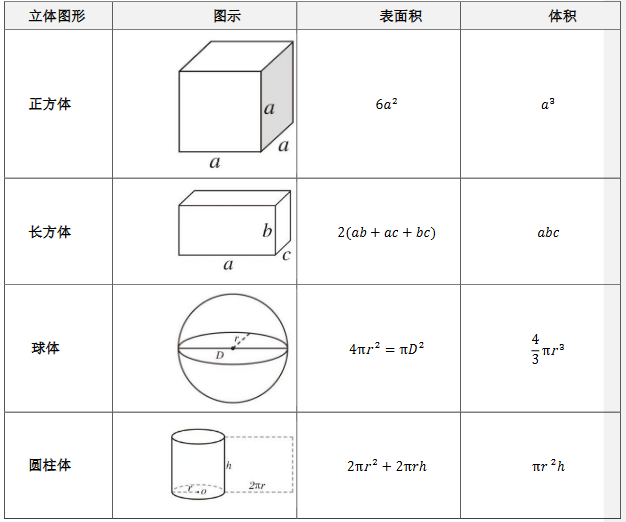 立体图形 图示 表面积 体积
正方体 a a a 6a² a³
长方体 b c a 2(ab + ac + bc) abc
球体 r D 4πr² = πD² 4/3 πr³
圆柱体 h r o 2πr 2πr² + 2πrh πr²h